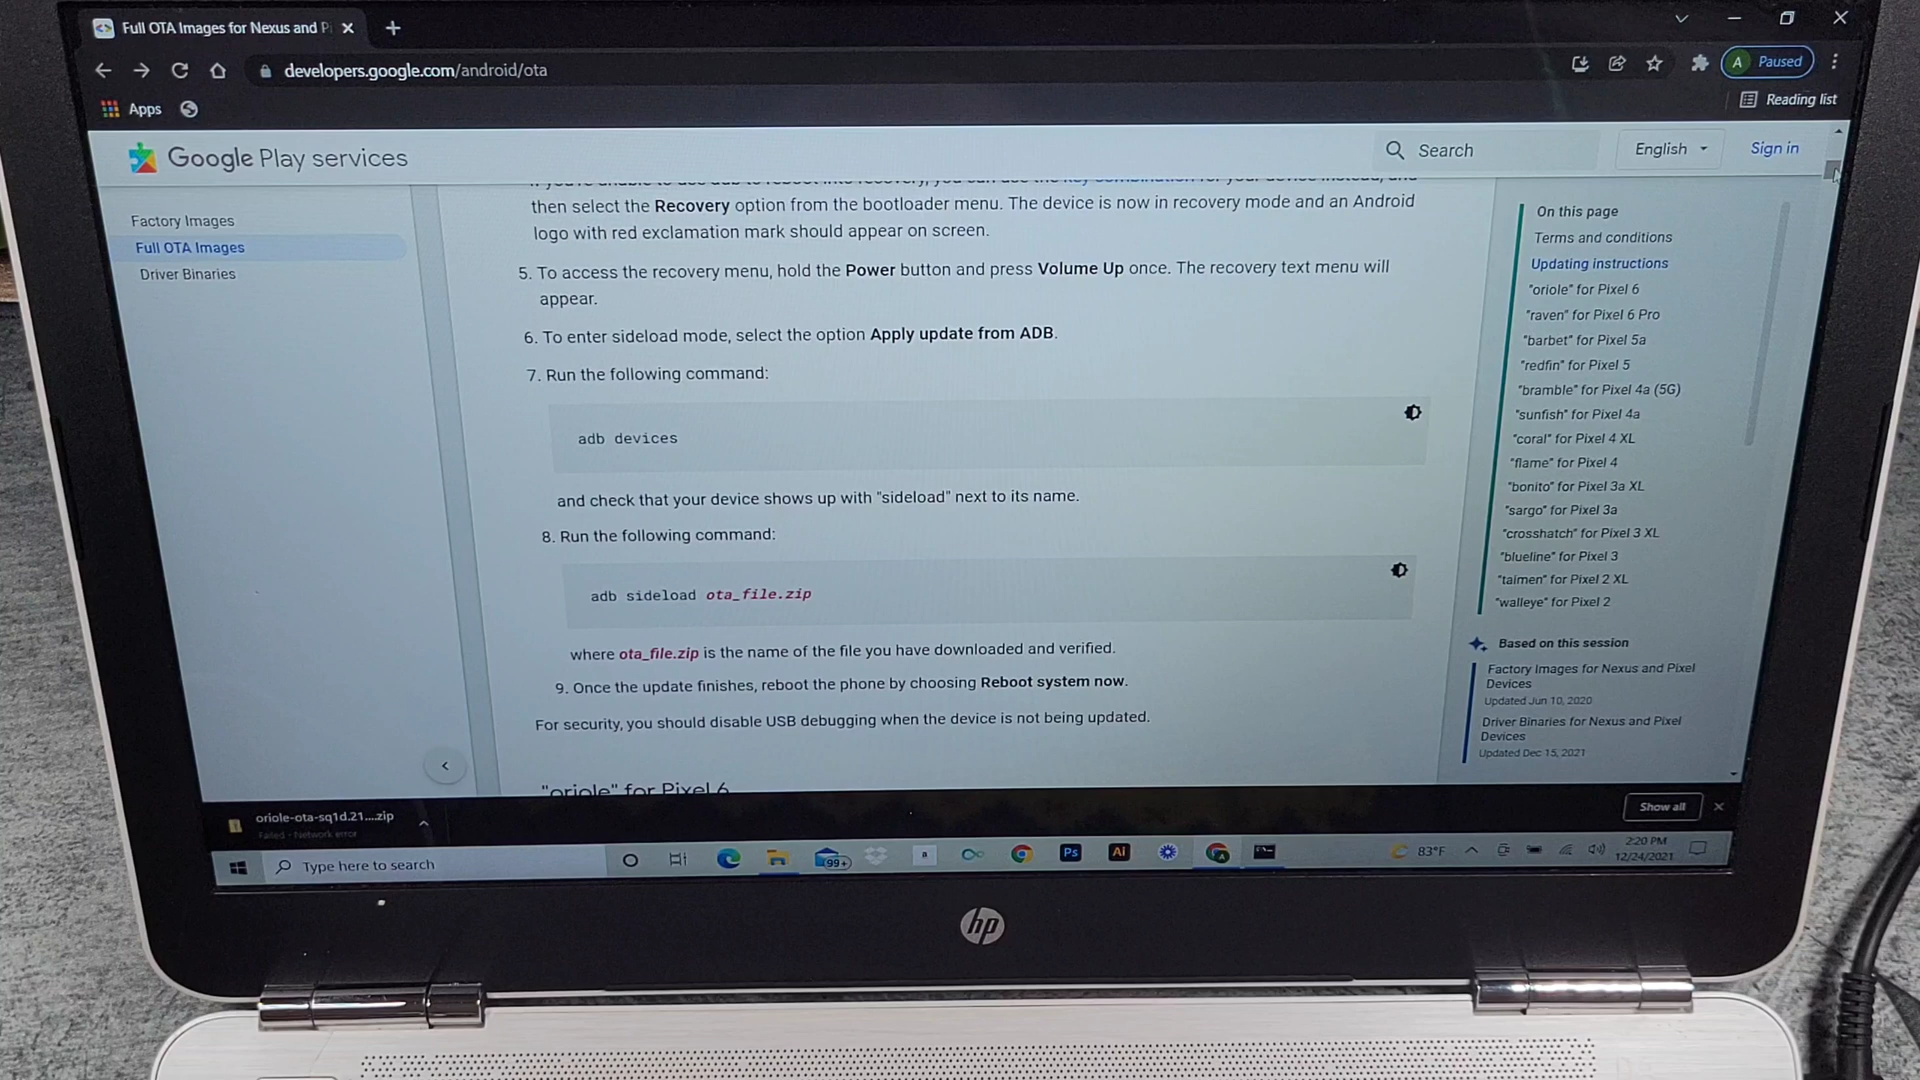 Full OTA Images for Nexus and Pi
developers.google.com/android/ota
A Paused
Apps
Reading list
Google Play services
Search
English
Sign in
Factory Images
Full OTA Images
Driver Binaries
then select the Recovery option from the bootloader menu. The device is now in recovery mode and an Android
logo with red exclamation mark should appear on screen.
5. To access the recovery menu, hold the Power button and press Volume Up once. The recovery text menu will
appear.
6. To enter sideload mode, select the option Apply update from ADB.
7. Run the following command:
adb devices
and check that your device shows up with "sideload" next to its name.
8. Run the following command:
adb sideload ota_file.zip
where ota_file.zip is the name of the file you have downloaded and verified.
9. Once the update finishes, reboot the phone by choosing Reboot system now.
For security, you should disable USB debugging when the device is not being updated.
"oriole" for Pixel 6
On this page
Terms and conditions
Updating instructions
"oriole" for Pixel 6
"raven" for Pixel 6 Pro
"barbet" for Pixel 5a
"redfin" for Pixel 5
"bramble" for Pixel 4a (5G)
"sunfish" for Pixel 4a
"coral" for Pixel 4 XL
"flame" for Pixel 4
"bonito" for Pixel 3a XL
"sargo" for Pixel 3a
"crosshatch" for Pixel 3 XL
"blueline" for Pixel 3
"taimen" for Pixel 2 XL
"walleye" for Pixel 2
Based on this session
Factory Images for Nexus and Pixel
Devices
Updated Jun 10, 2020
Driver Binaries for Nexus and Pixel
Devices
Updated Dec 15, 2021
oriole-ota-sq1d.21....zip
Failed - Network error
Show all
Type here to search
99+
a
Ps
Ai
83°F
2:20 PM
12/24/2021
hp